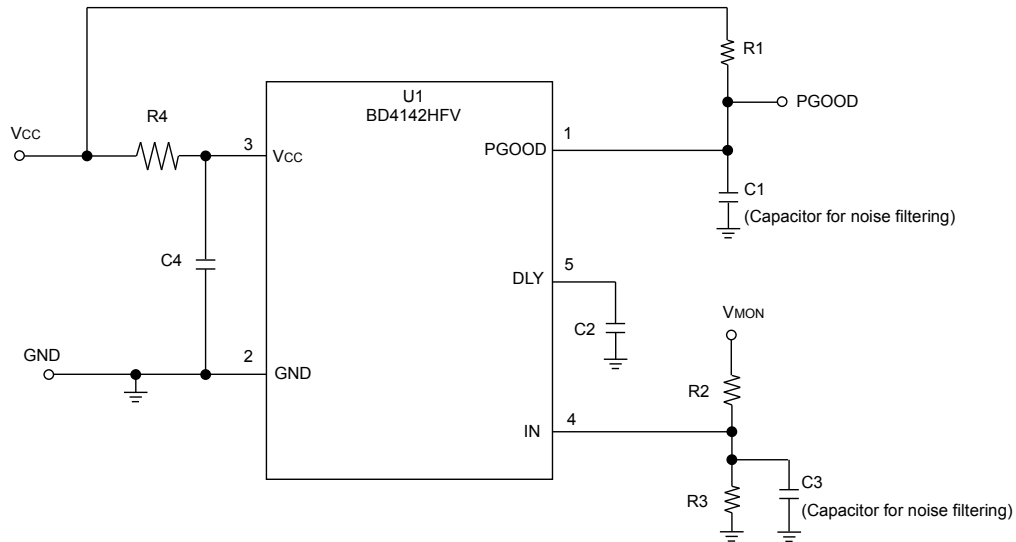 R1
PGOOD
U1
BD4142HFV
R4
VCC
3
VCC
PGOOD
1
C1
(Capacitor for noise filtering)
C4
DLY
5
C2
VMON
GND
2
GND
R2
IN
4
R3
C3
(Capacitor for noise filtering)